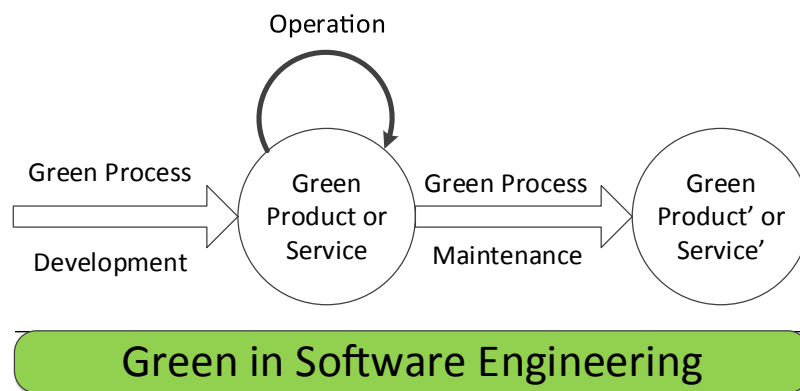 Operation
Green Process
Development
Green
Product or
Service
Green Process
Maintenance
Green
Product’ or
Service’
Green in Software Engineering